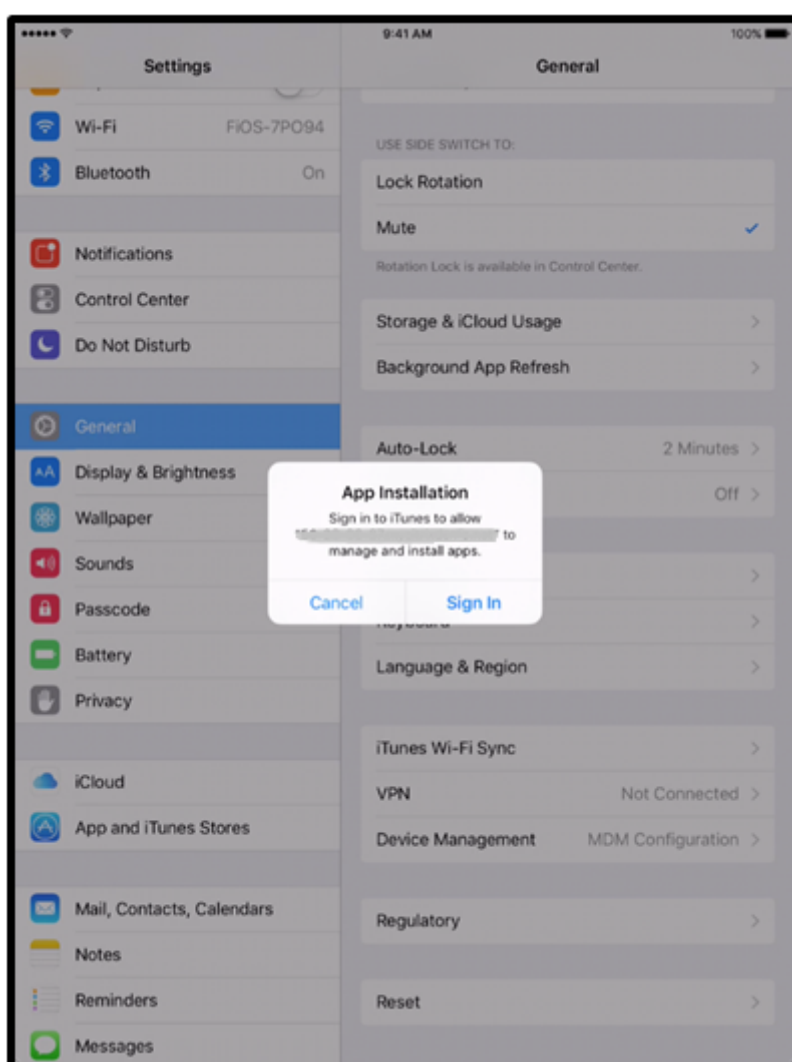 9:41 AM
100%
Settings
Wi-Fi
FiOS-7PO94
Bluetooth
On
Notifications
Control Center
Do Not Disturb
General
Display & Brightness
Wallpaper
Sounds
Passcode
Battery
Privacy
iCloud
App and iTunes Stores
Mail, Contacts, Calendars
Notes
Reminders
Messages
General
USE SIDE SWITCH TO:
Lock Rotation
Mute
Rotation Lock is available in Control Center.
Storage & iCloud Usage
Background App Refresh
Auto-Lock
2 Minutes
Off
Keyboard
Language & Region
iTunes Wi-Fi Sync
VPN
Not Connected
Device Management
MDM Configuration
Regulatory
Reset
App Installation
Sign in to iTunes to allow
to
manage and install apps.
Cancel
Sign In